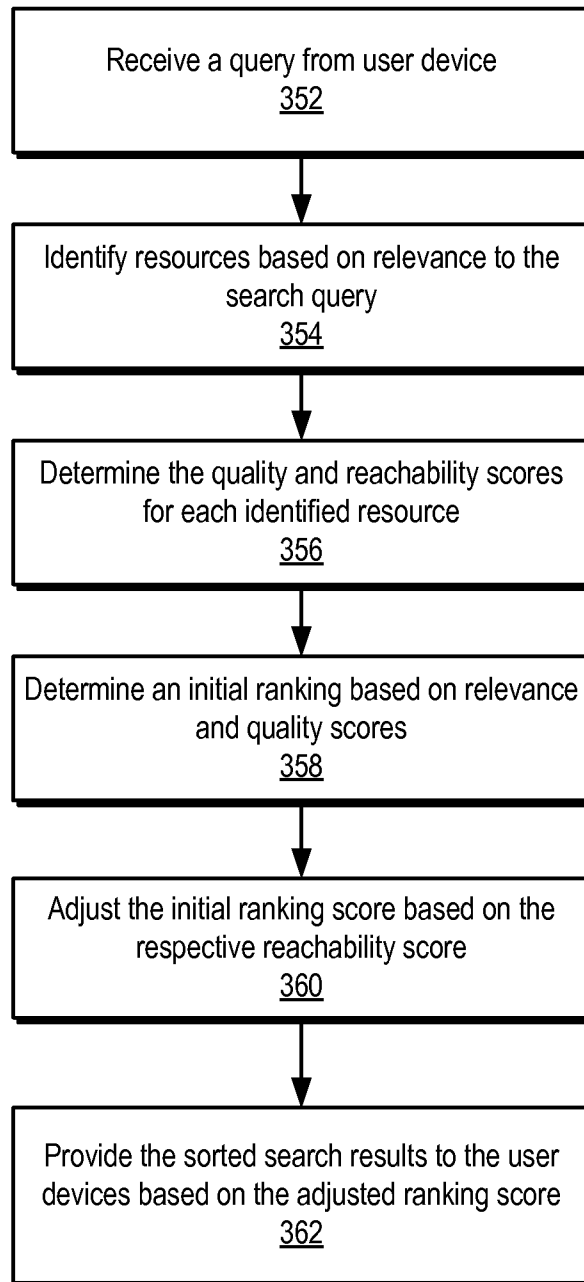 Receive a query from user device
352
Identify resources based on relevance to the
search query
354
Determine the quality and reachability scores
for each identified resource
356
Determine an initial ranking based on relevance
and quality scores
358
Adjust the initial ranking score based on the
respective reachability score
360
Provide the sorted search results to the user
devices based on the adjusted ranking score
362